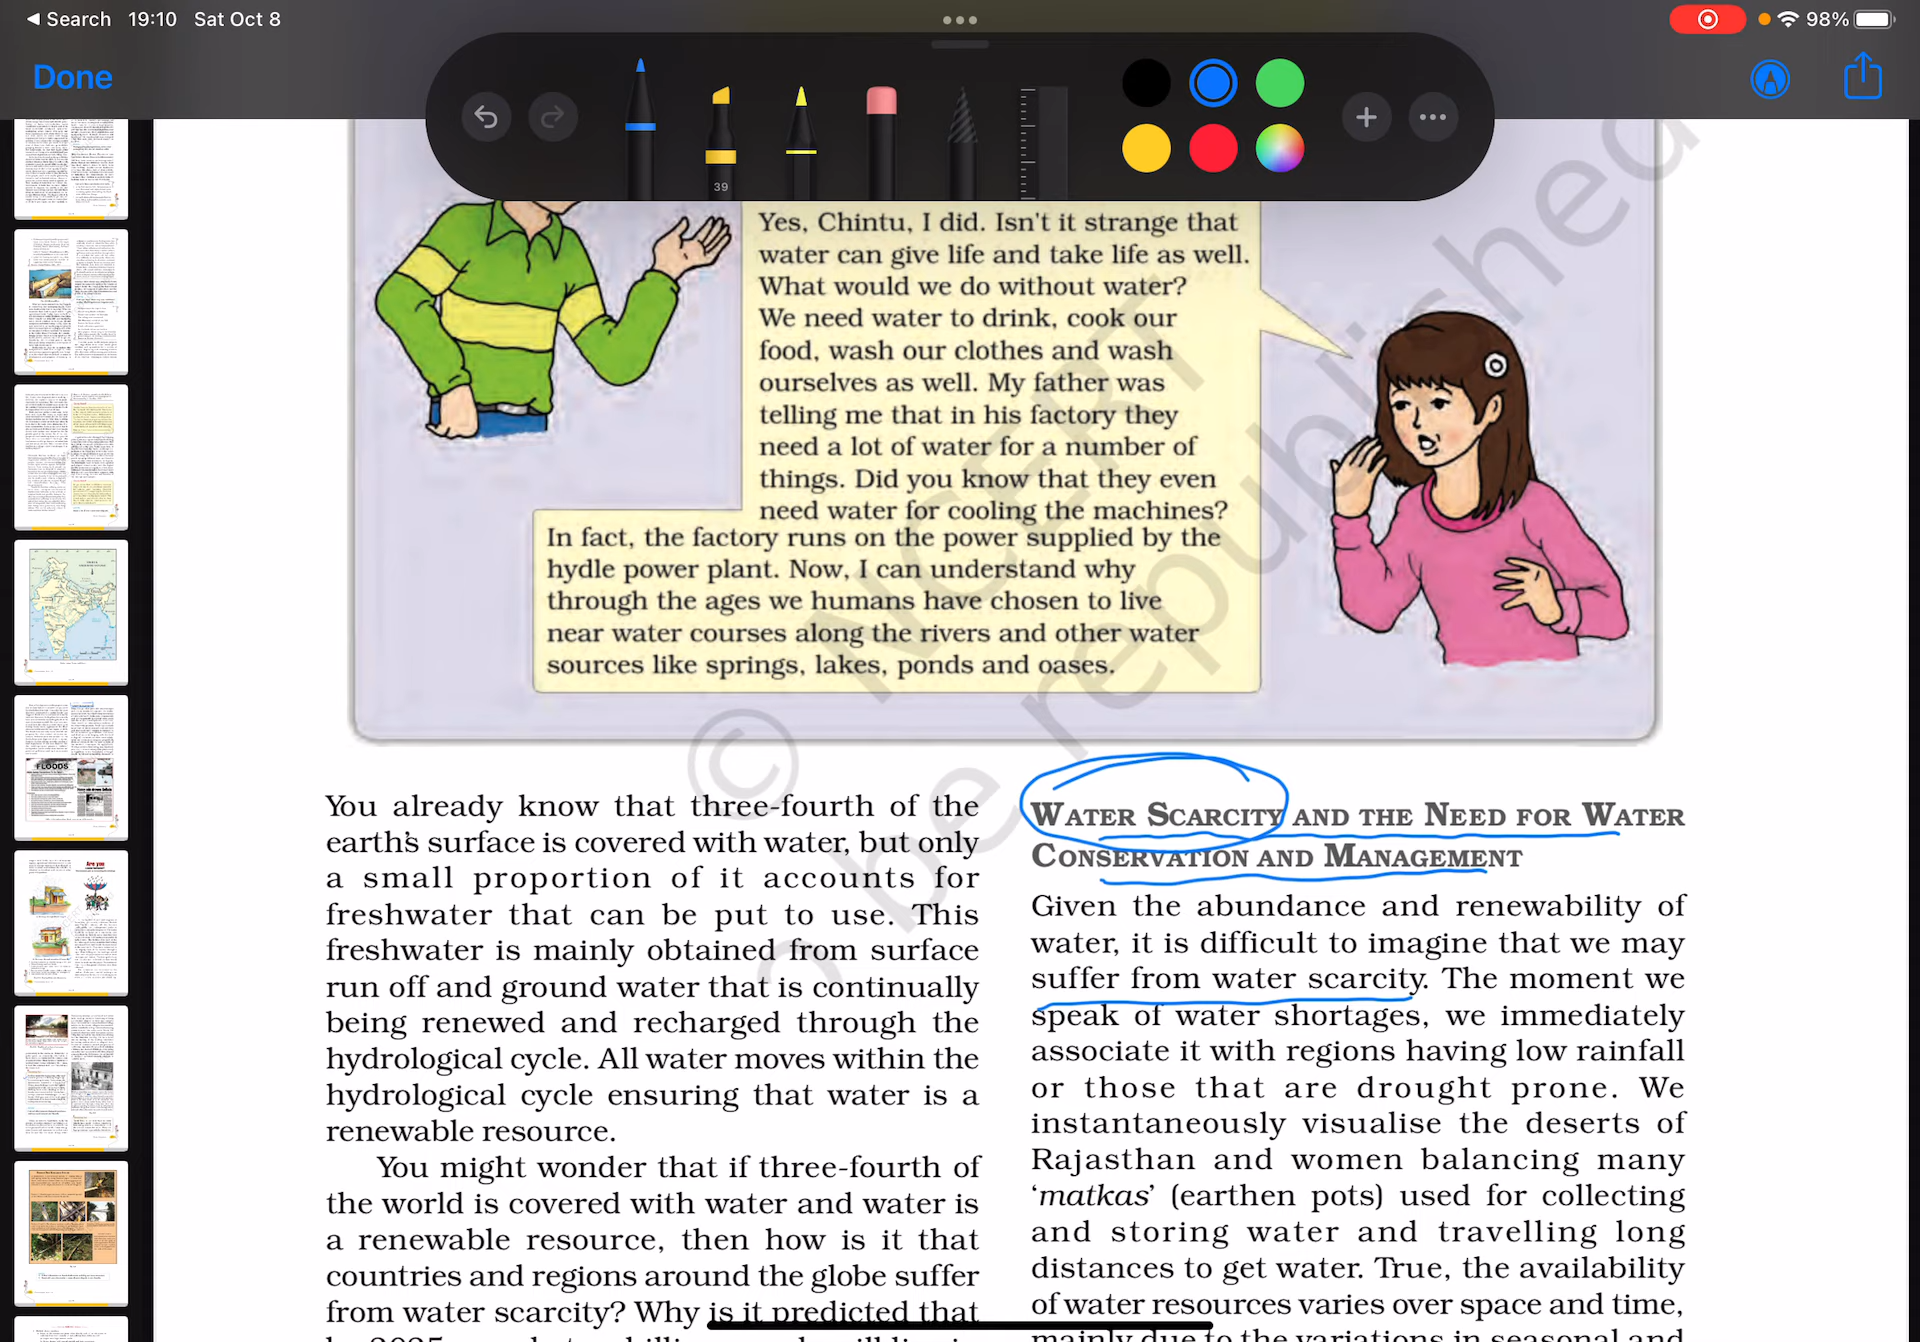 Search 19:10 Sat Oct 8
98%
Done
39
Yes, Chintu, I did. Isn't it strange that
water can give life and take life as well.
What would we do without water?
We need water to drink, cook our
food, wash our clothes and wash
ourselves as well. My father was
telling me that in his factory they
need a lot of water for a number of
things. Did you know that they even
need water for cooling the machines?
In fact, the factory runs on the power supplied by the
hydle power plant. Now, I can understand why
through the ages we humans have chosen to live
near water courses along the rivers and other water
sources like springs, lakes, ponds and oases.
© NCERT
be republished
You already know that three-fourth of the
earth's surface is covered with water, but only
a small proportion of it accounts for
freshwater that can be put to use. This
freshwater is mainly obtained from surface
run off and ground water that is continually
being renewed and recharged through the
hydrological cycle. All water moves within the
hydrological cycle ensuring that water is a
renewable resource.
You might wonder that if three-fourth of
the world is covered with water and water is
a renewable resource, then how is it that
countries and regions around the globe suffer
from water scarcity? Why is it predicted that
WATER SCARCITY AND THE NEED FOR WATER
CONSERVATION AND MANAGEMENT
Given the abundance and renewability of
water, it is difficult to imagine that we may
suffer from water scarcity. The moment we
speak of water shortages, we immediately
associate it with regions having low rainfall
or those that are drought prone. We
instantaneously visualise the deserts of
Rajasthan and women balancing many
‘matkas’ (earthen pots) used for collecting
and storing water and travelling long
distances to get water. True, the availability
of water resources varies over space and time,
mainly due to the variations in seasonal and
FLOODS
Are you